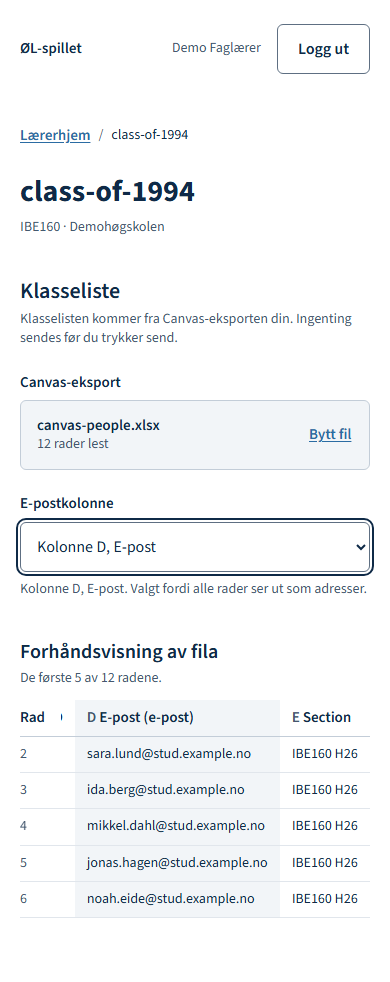 ØL-spillet Demo Faglærer Logg ut
Lærerhjem / class-of-1994
class-of-1994
IBE160 · Demohøgskolen
Klasseliste
Klasselisten kommer fra Canvas-eksporten din. Ingenting
sendes før du trykker send.
Canvas-eksport
canvas-people.xlsx
12 rader lest
Bytt fil
E-postkolonne
Kolonne D, E-post
Kolonne D, E-post. Valgt fordi alle rader ser ut som adresser.
Forhåndsvisning av fila
De første 5 av 12 radene.
Rad D E-post (e-post) E Section
2 sara.lund@stud.example.no IBE160 H26
3 ida.berg@stud.example.no IBE160 H26
4 mikkel.dahl@stud.example.no IBE160 H26
5 jonas.hagen@stud.example.no IBE160 H26
6 noah.eide@stud.example.no IBE160 H26